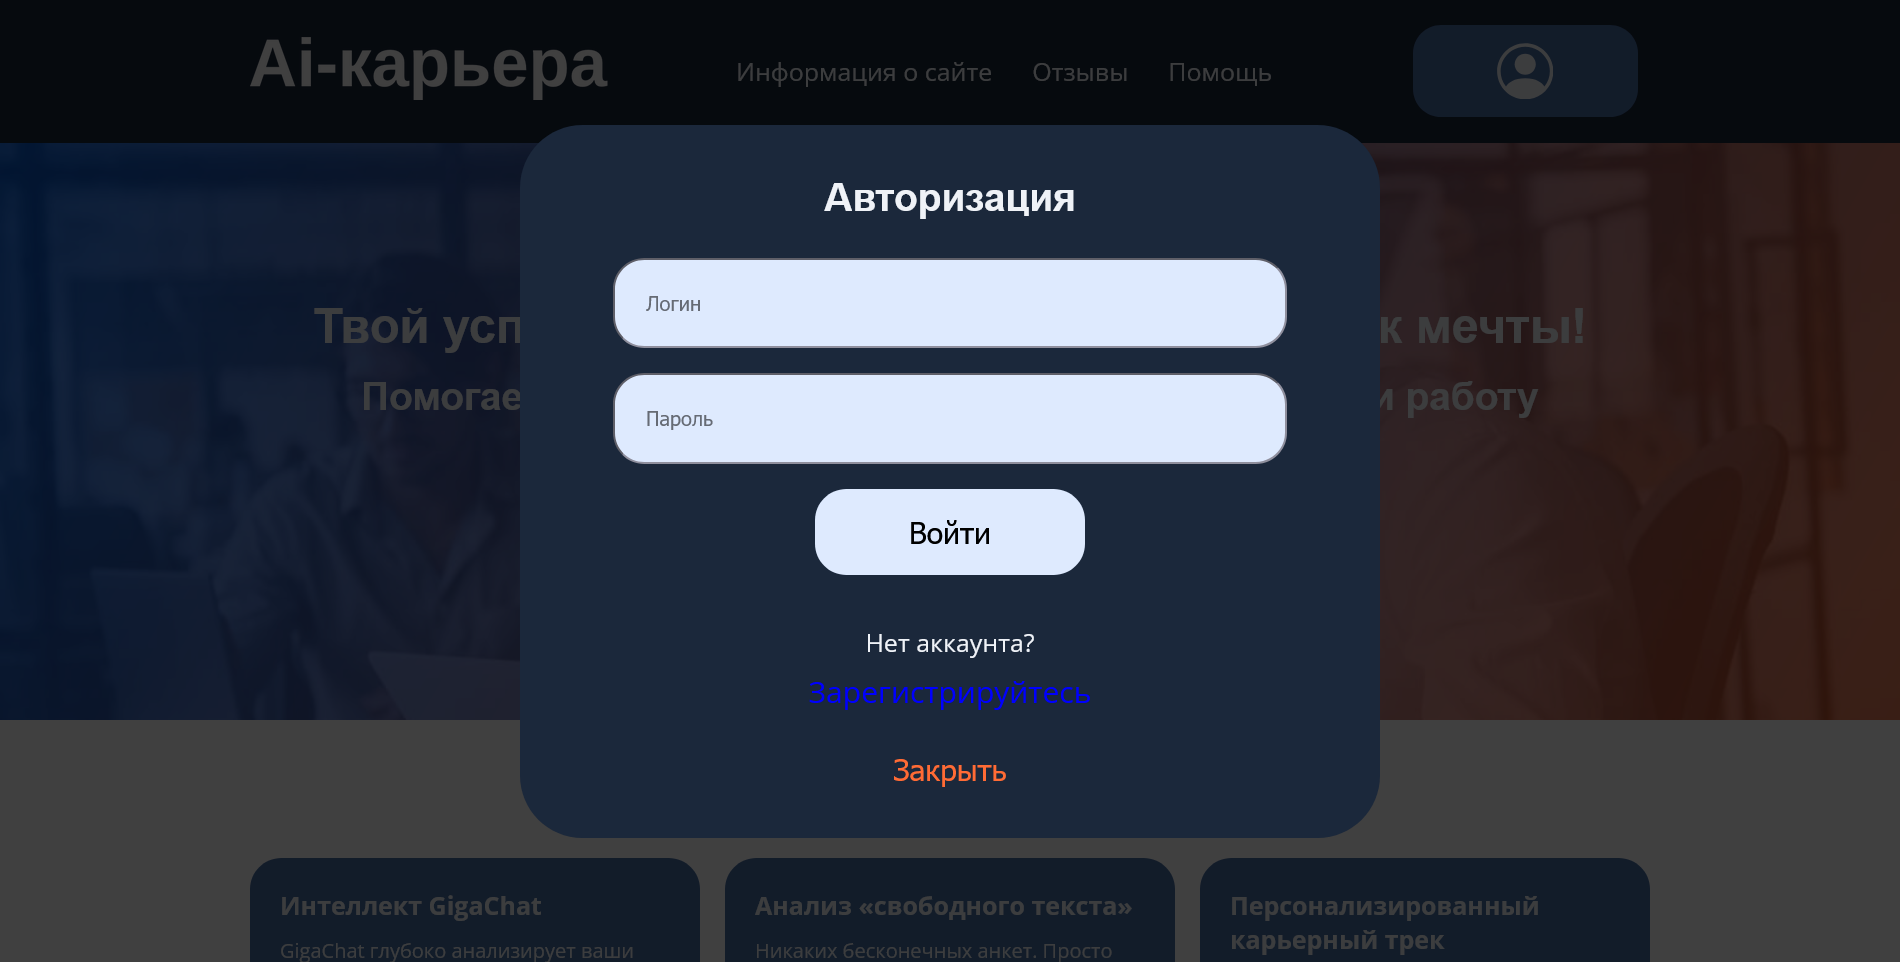 Ai-карьера
Информация о сайте Отзывы Помощь
Авторизация
Логин
Твой усп к мечты!
Помогае и работу
Пароль
Войти
Нет аккаунта?
Зарегистрируйтесь
Закрыть
Интеллект GigaChat
GigaChat глубоко анализирует ваши
Анализ «свободного текста»
Никаких бесконечных анкет. Просто
Персонализированный
карьерный трек